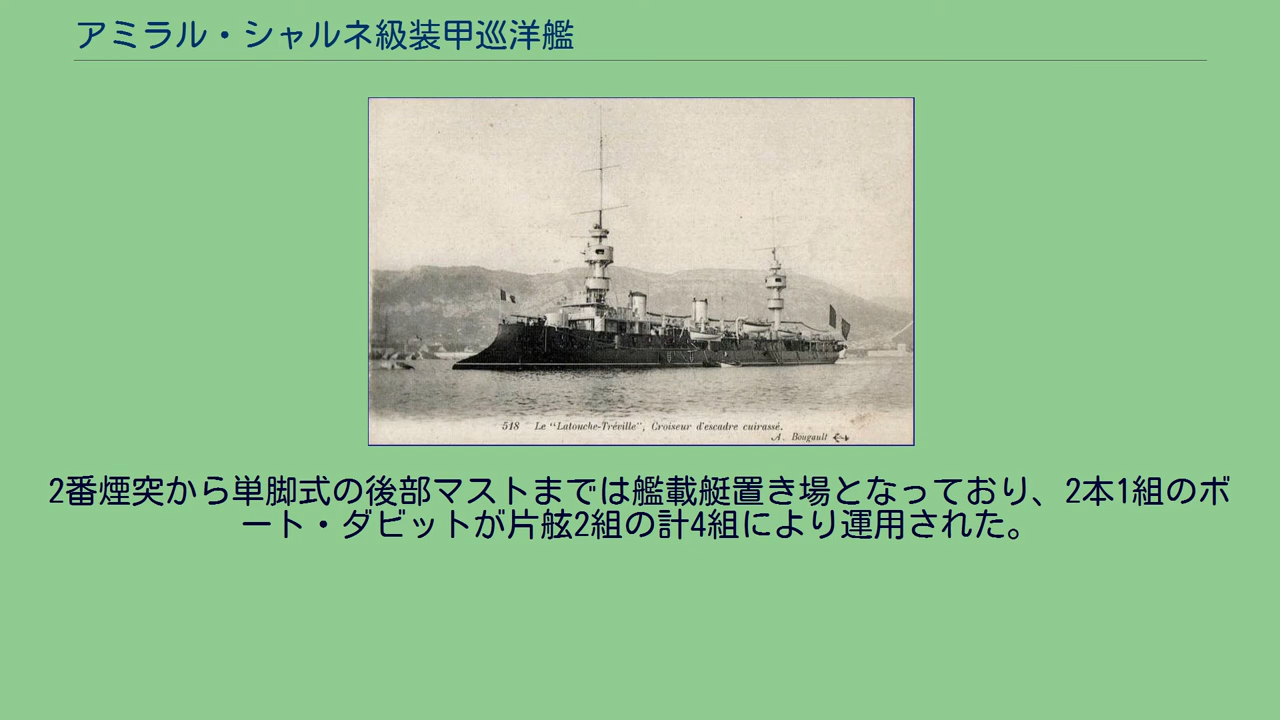 アミラル・シャルネ級装甲巡洋艦
518 Le "Latouche-Tréville", Croiseur d'escadre cuirassé.
A. Bougault
2番煙突から単脚式の後部マストまでは艦載艇置き場となっており、2本1組のボ
ート・ダビットが片舷2組の計4組により運用された。